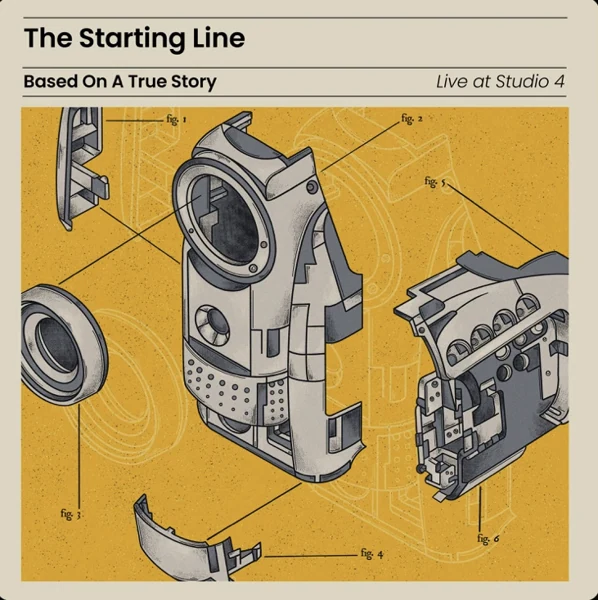 The Starting Line
Based On A True Story
Live at Studio 4
fig. 1
fig. 2
fig. 5
fig. 3
fig. 4
fig. 6